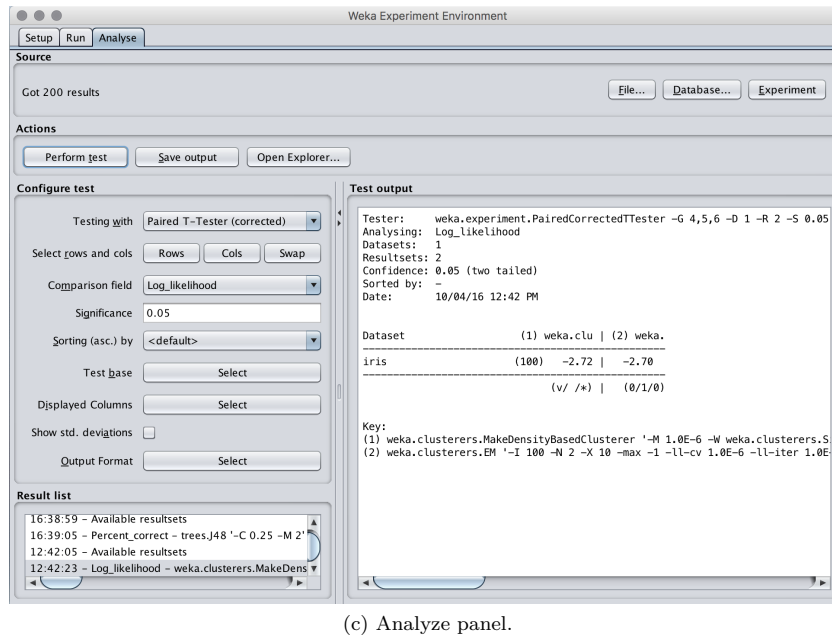 Weka Experiment Environment
Setup Run Analyse
Source
Got 200 results
File... Database... Experiment
Actions
Perform test Save output Open Explorer...
Configure test
Testing with Paired T-Tester (corrected)
Select rows and cols Rows Cols Swap
Comparison field Log_likelihood
Significance 0.05
Sorting (asc.) by <default>
Test base Select
Displayed Columns Select
Show std. deviations
Output Format Select
Result list
16:38:59 – Available resultsets
16:39:05 – Percent_correct – trees.J48 '-C 0.25 -M 2'
12:42:05 – Available resultsets
12:42:23 – Log_likelihood – weka.clusterers.MakeDens
Test output
Tester: weka.experiment.PairedCorrectedTTester -G 4,5,6 -D 1 -R 2 -S 0.05
Analysing: Log_likelihood
Datasets: 1
Resultsets: 2
Confidence: 0.05 (two tailed)
Sorted by: -
Date: 10/04/16 12:42 PM
Dataset (1) weka.clu | (2) weka.
iris (100) -2.72 | -2.70
(v/ /*) | (0/1/0)
Key:
(1) weka.clusterers.MakeDensityBasedClusterer '-M 1.0E-6 -W weka.clusterers.S
(2) weka.clusterers.EM '-I 100 -N 2 -X 10 -max -1 -ll-cv 1.0E-6 -ll-iter 1.0E-
(c) Analyze panel.